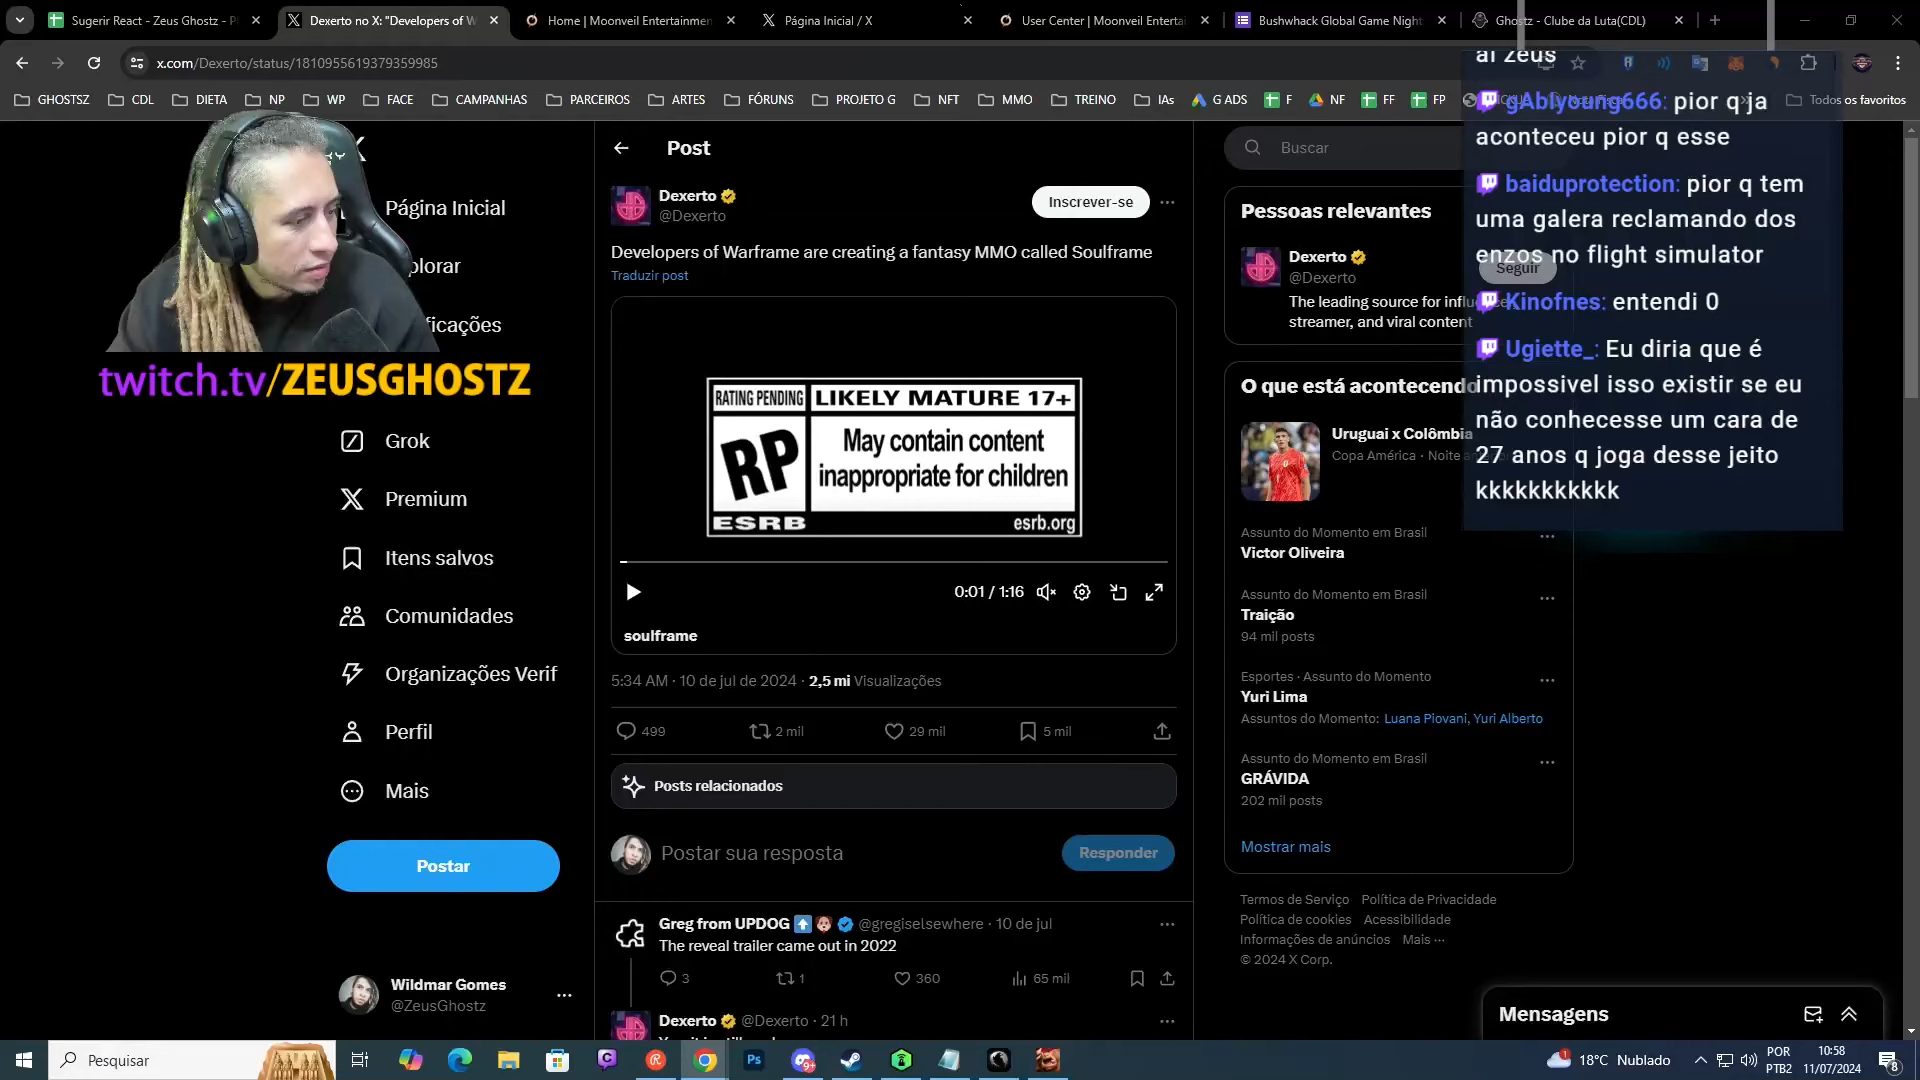 Sugerir React - Zeus Ghostz - Pl
Dexerto no X: "Developers of W
Home | Moonveil Entertainmen
Página Inicial / X
User Center | Moonveil Enterta
Bushwhack Global Game Night
Ghostz - Clube da Luta(CDL)
x.com/Dexerto/status/1810955619379359985
GHOSTSZ
CDL
DIETA
NP
WP
FACE
CAMPANHAS
PARCEIROS
ARTES
FÓRUNS
PROJETO G
NFT
MMO
TREINO
IAs
G ADS
F
NF
FF
FP
Todos os favoritos
twitch.tv/ZEUSGHOSTZ
Página Inicial
Grok
Premium
Itens salvos
Comunidades
Organizações Verif
Perfil
Mais
Postar
Wildmar Gomes
@ZeusGhostz
Post
Dexerto
@Dexerto
Inscrever-se
Developers of Warframe are creating a fantasy MMO called Soulframe
Traduzir post
RATING PENDING
LIKELY MATURE 17+
RP
May contain content
inappropriate for children
ESRB
esrb.org
0:01 / 1:16
soulframe
5:34 AM · 10 de jul de 2024 · 2,5 mi Visualizações
499
2 mil
29 mil
5 mil
Posts relacionados
Postar sua resposta
Responder
Greg from UPDOG @gregiselsewhere · 10 de jul
The reveal trailer came out in 2022
3
1
360
65 mil
Dexerto @Dexerto · 21 h
Buscar
Pessoas relevantes
Dexerto
@Dexerto
Seguir
The leading source for
streamer, and viral content
O que está acontecendo
Uruguai x Colômbia
Copa América · Noite
Assunto do Momento em Brasil
Victor Oliveira
Assunto do Momento em Brasil
Traição
94 mil posts
Esportes · Assunto do Momento
Yuri Lima
Assuntos do Momento: Luana Piovani, Yuri Alberto
Assunto do Momento em Brasil
GRÁVIDA
202 mil posts
Mostrar mais
Termos de Serviço Política de Privacidade
Política de cookies Acessibilidade
Informações de anúncios Mais ···
© 2024 X Corp.
Mensagens
ai zeus
gAblyoung666: pior q ja
aconteceu pior q esse
baiduprotection: pior q tem
uma galera reclamando dos
enzos no flight simulator
Kinofnes: entendi 0
Ugiette_: Eu diria que é
impossivel isso existir se eu
não conhecesse um cara de
27 anos q joga desse jeito
kkkkkkkkkkk
Pesquisar
Ps
9+
18°C Nublado
POR
PTB2
10:58
11/07/2024
8